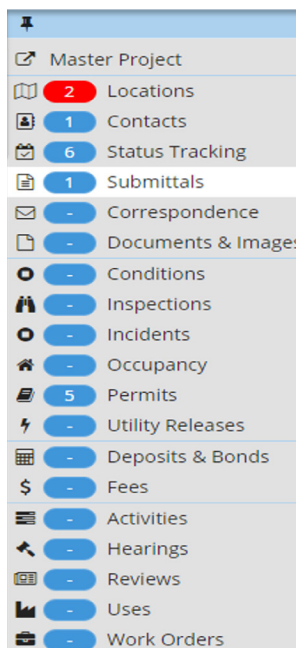 Master Project
2 Locations
1 Contacts
6 Status Tracking
1 Submittals
- Correspondence
- Documents & Images
- Conditions
- Inspections
- Incidents
- Occupancy
5 Permits
- Utility Releases
- Deposits & Bonds
$ - Fees
- Activities
- Hearings
- Reviews
- Uses
- Work Orders